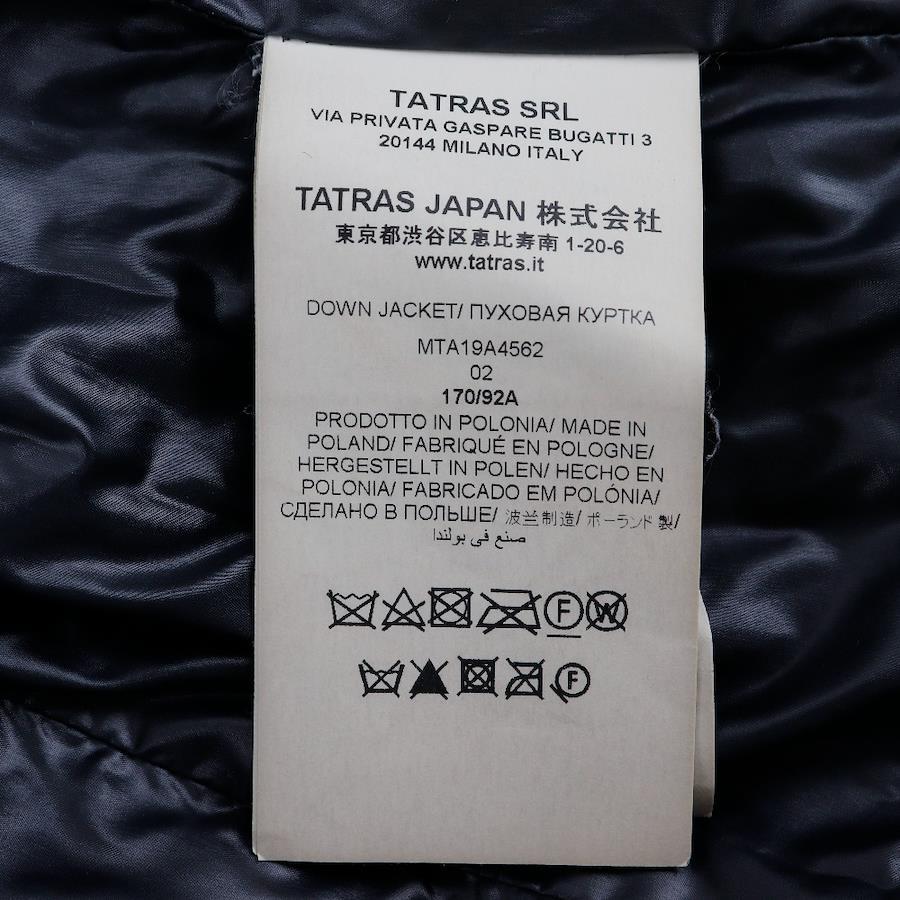 TATRAS SRL
VIA PRIVATA GASPARE BUGATTI 3
20144 MILANO ITALY
TATRAS JAPAN 株式会社
東京都渋谷区恵比寿南 1-20-6
www.tatras.it
DOWN JACKET/ ПУХОВАЯ КУРТКА
MTA19A4562
02
170/92A
PRODOTTO IN POLONIA/ MADE IN
POLAND/ FABRIQUÉ EN POLOGNE/
HERGESTELLT IN POLEN/ HECHO EN
POLONIA/ FABRICADO EM POLÓNIA/
СДЕЛАНО В ПОЛЬШЕ/ 波兰制造/ ポーランド製/
صنع في بولندا
F W
F